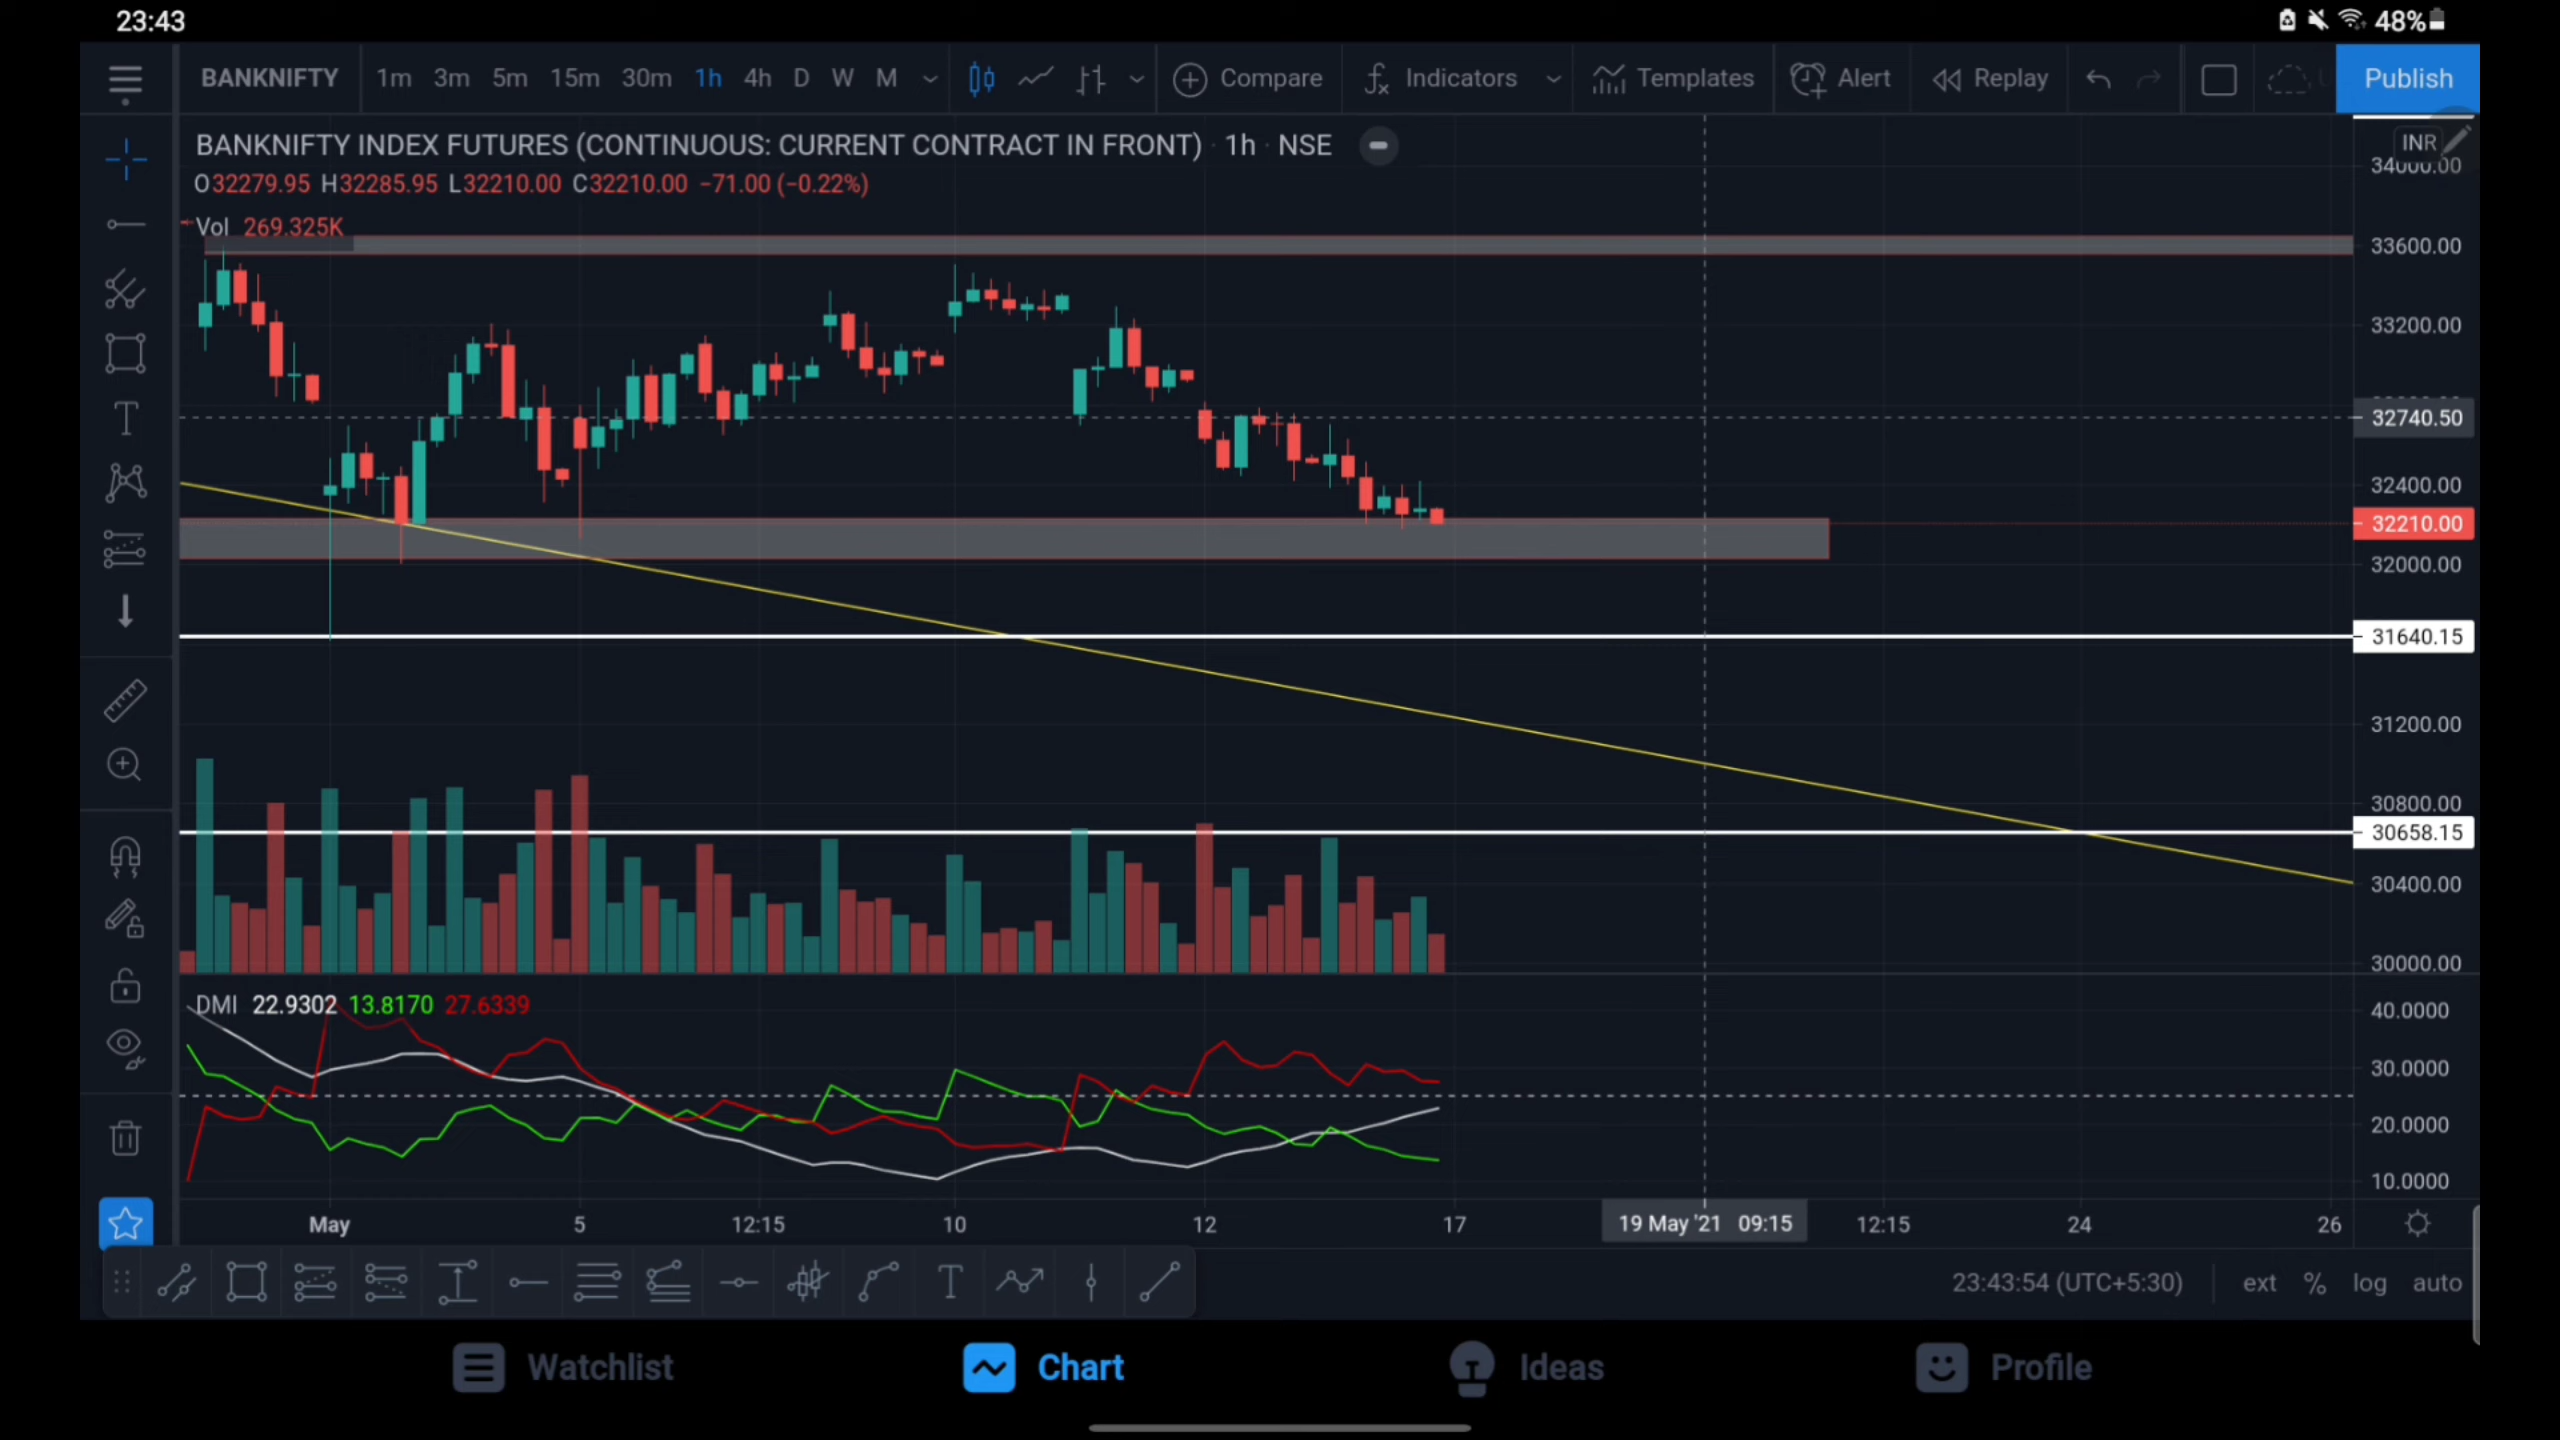 23:43 48%
BANKNIFTY 1m 3m 5m 15m 30m 1h 4h D W M Compare Indicators Templates Alert Replay Publish
BANKNIFTY INDEX FUTURES (CONTINUOUS: CURRENT CONTRACT IN FRONT) · 1h · NSE
INR
34000.00
O32279.95 H32285.95 L32210.00 C32210.00 −71.00 (−0.22%)
Vol 269.325K
33600.00
33200.00
32740.50
32400.00
32210.00
32000.00
31640.15
31200.00
30800.00
30658.15
30400.00
30000.00
DMI 22.9302 13.8170 27.6339
40.0000
30.0000
20.0000
10.0000
May 5 12:15 10 12 17 19 May '21 09:15 12:15 24 26
23:43:54 (UTC+5:30) ext % log auto
Watchlist Chart Ideas Profile